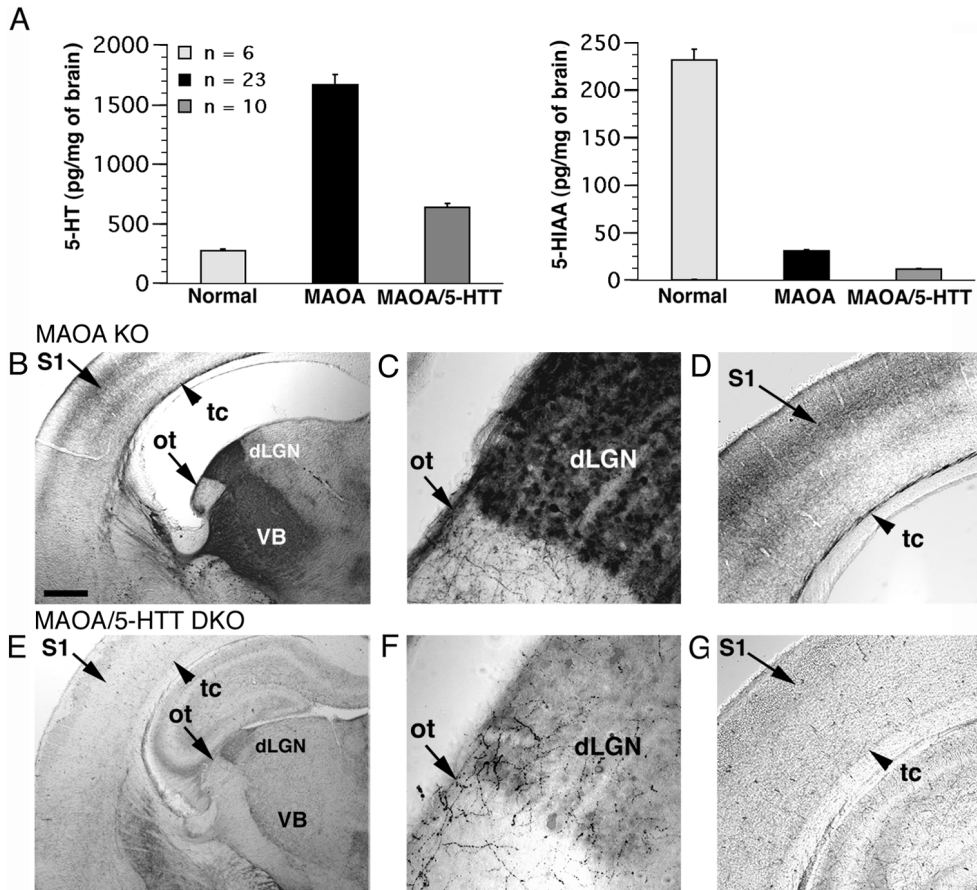 A
5-HT (pg/mg of brain)
2000
1500
1000
500
0
n = 6
n = 23
n = 10
Normal
MAOA
MAOA/5-HTT
5-HIAA (pg/mg of brain)
250
200
150
100
50
0
Normal
MAOA
MAOA/5-HTT
MAOA KO
B
S1
tc
ot
dLGN
VB
C
ot
dLGN
D
S1
tc
MAOA/5-HTT DKO
E
S1
tc
ot
dLGN
VB
F
ot
dLGN
G
S1
tc